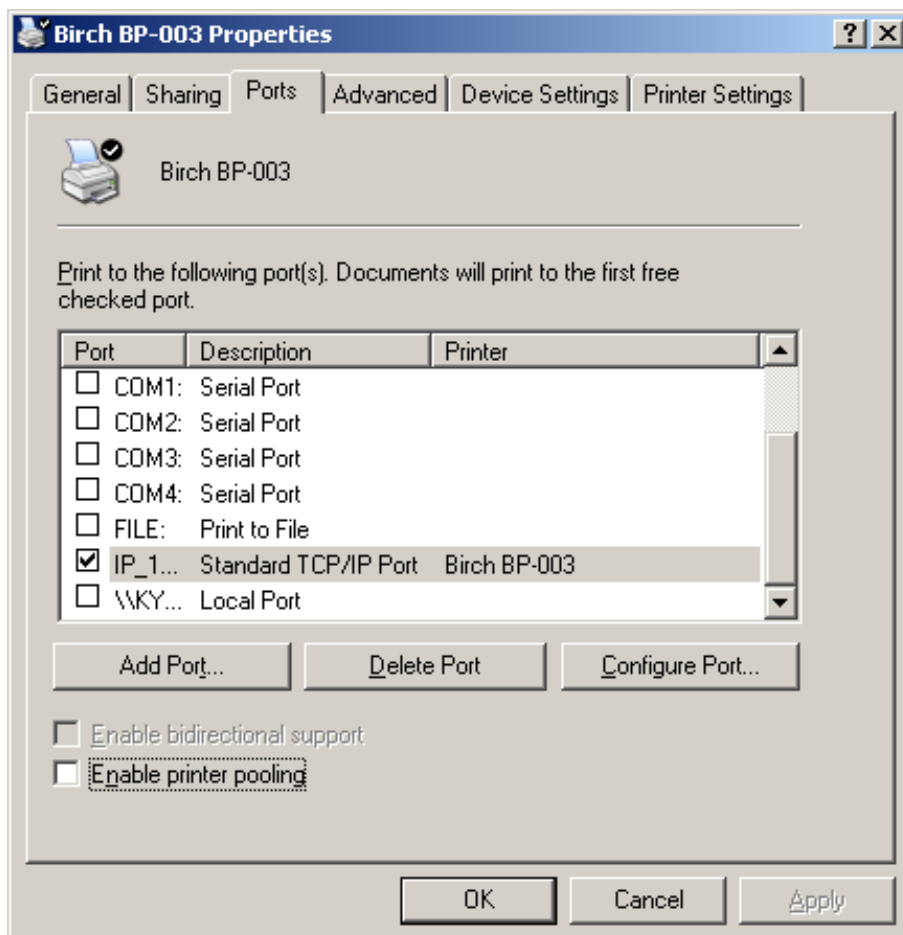 Birch BP-003 Properties
General Sharing Ports Advanced Device Settings Printer Settings
Birch BP-003
Print to the following port(s). Documents will print to the first free
checked port.
Port Description Printer
COM1: Serial Port
COM2: Serial Port
COM3: Serial Port
COM4: Serial Port
FILE: Print to File
IP_1... Standard TCP/IP Port Birch BP-003
\\KY... Local Port
Add Port... Delete Port Configure Port...
Enable bidirectional support
Enable printer pooling
OK Cancel Apply